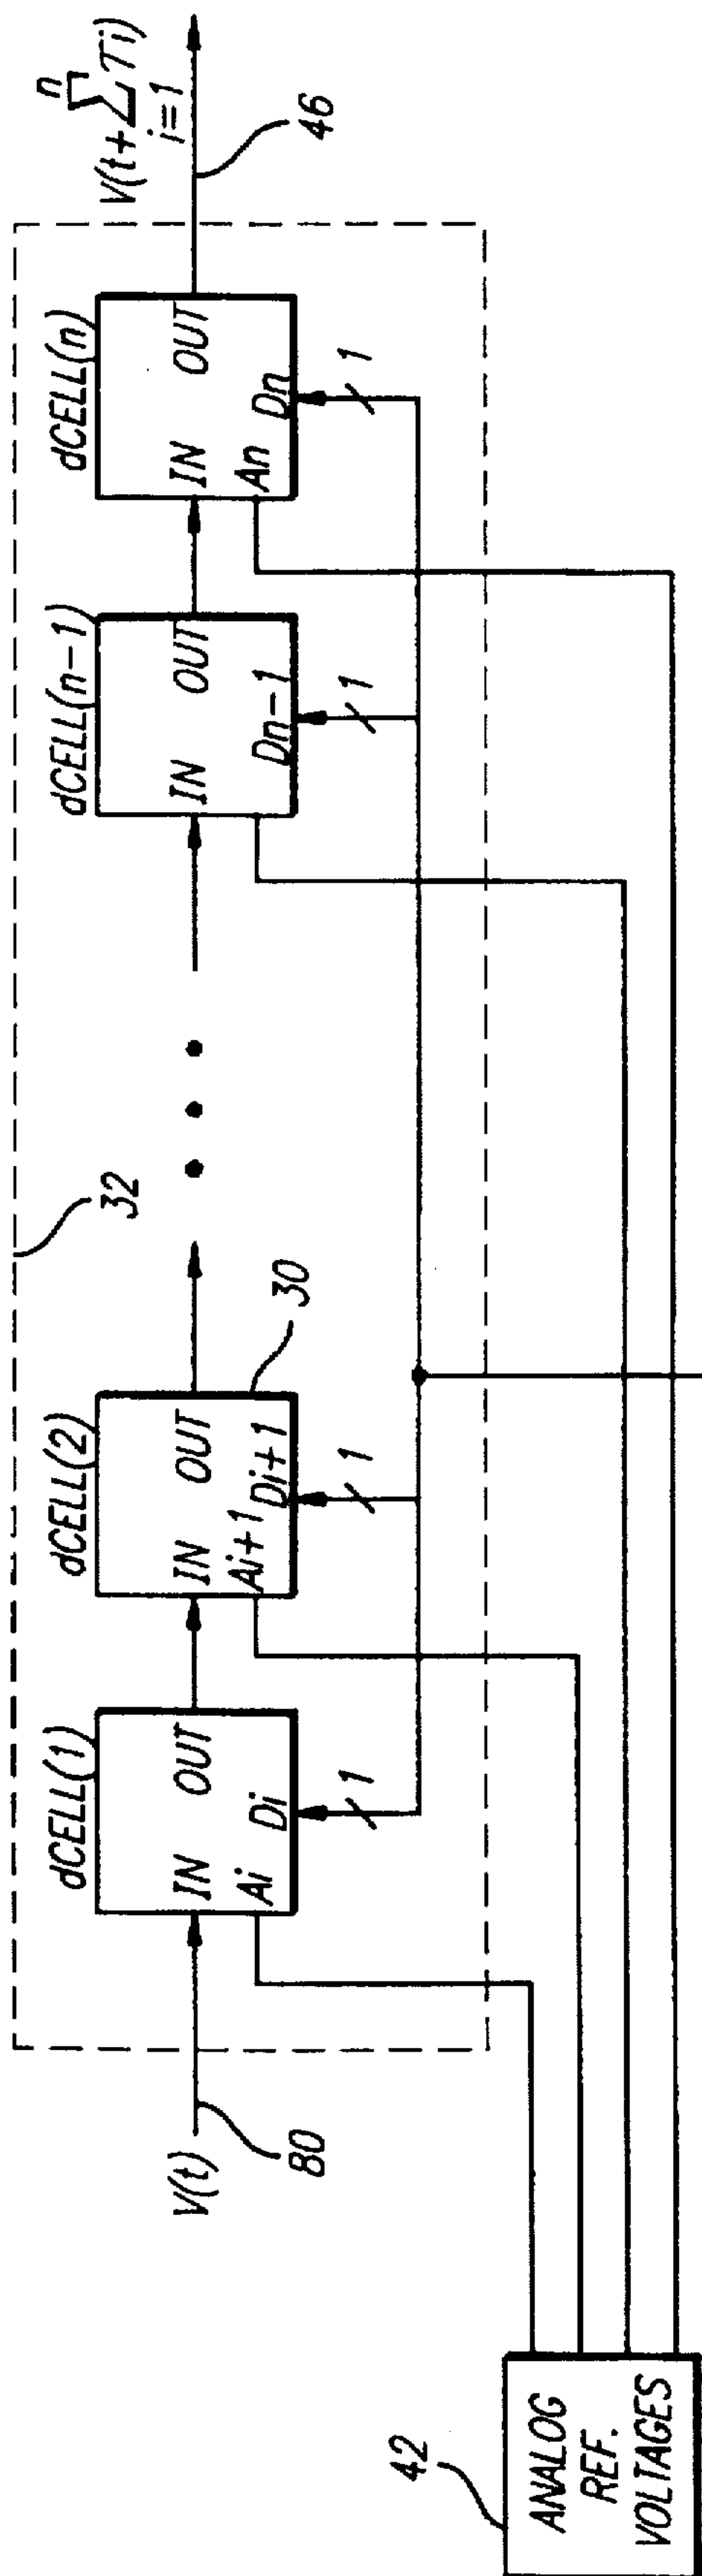 32
V(t)
80
dCELL(1)
IN OUT
Ai Di
1
dCELL(2)
IN OUT
Ai+1 Di+1
1
30
dCELL(n-1)
IN OUT
Dn-1
1
dCELL(n)
IN OUT
An Dn
1
n
V(t+∑Ti)
i=1
46
42
ANALOG
REF.
VOLTAGES